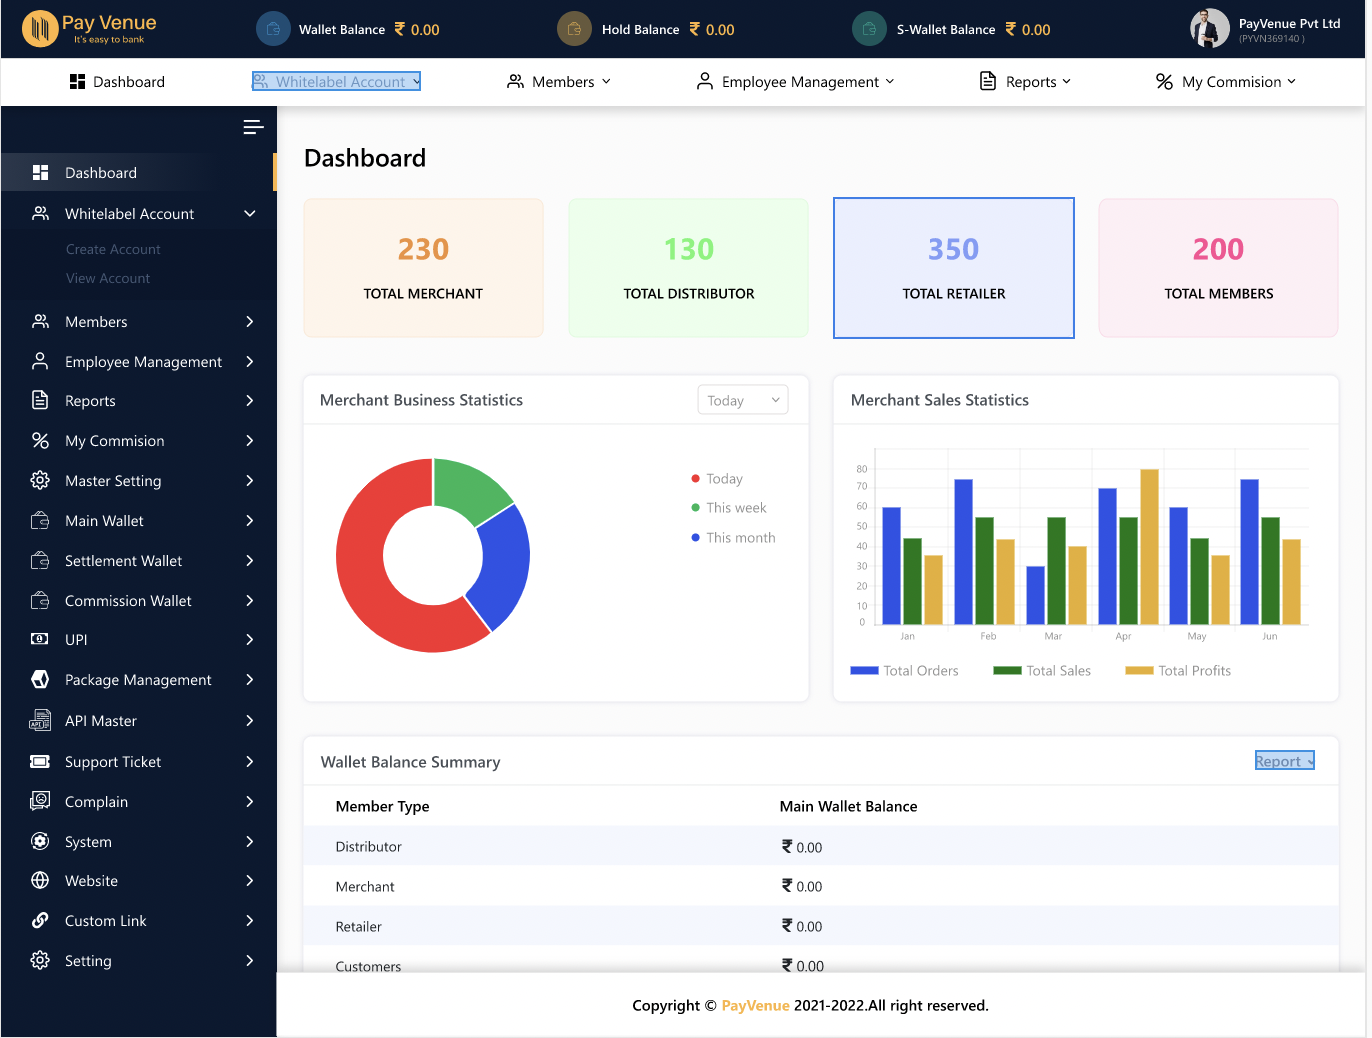 Pay Venue
It's easy to bank
Wallet Balance ₹ 0.00
Hold Balance ₹ 0.00
S-Wallet Balance ₹ 0.00
PayVenue Pvt Ltd
(PYVN369140 )
Dashboard
Whitelabel Account
Members
Employee Management
Reports
My Commision
Dashboard
Whitelabel Account
Create Account
View Account
Members
Employee Management
Reports
My Commision
Master Setting
Main Wallet
Settlement Wallet
Commission Wallet
UPI
Package Management
API Master
Support Ticket
Complain
System
Website
Custom Link
Setting
Dashboard
230
TOTAL MERCHANT
130
TOTAL DISTRIBUTOR
350
TOTAL RETAILER
200
TOTAL MEMBERS
Merchant Business Statistics
Today
Today
This week
This month
Merchant Sales Statistics
80
70
60
50
40
30
20
10
0
Jan Feb Mar Apr May Jun
Total Orders Total Sales Total Profits
Wallet Balance Summary
Report
Member Type Main Wallet Balance
Distributor ₹ 0.00
Merchant ₹ 0.00
Retailer ₹ 0.00
Customers ₹ 0.00
Copyright © PayVenue 2021-2022.All right reserved.